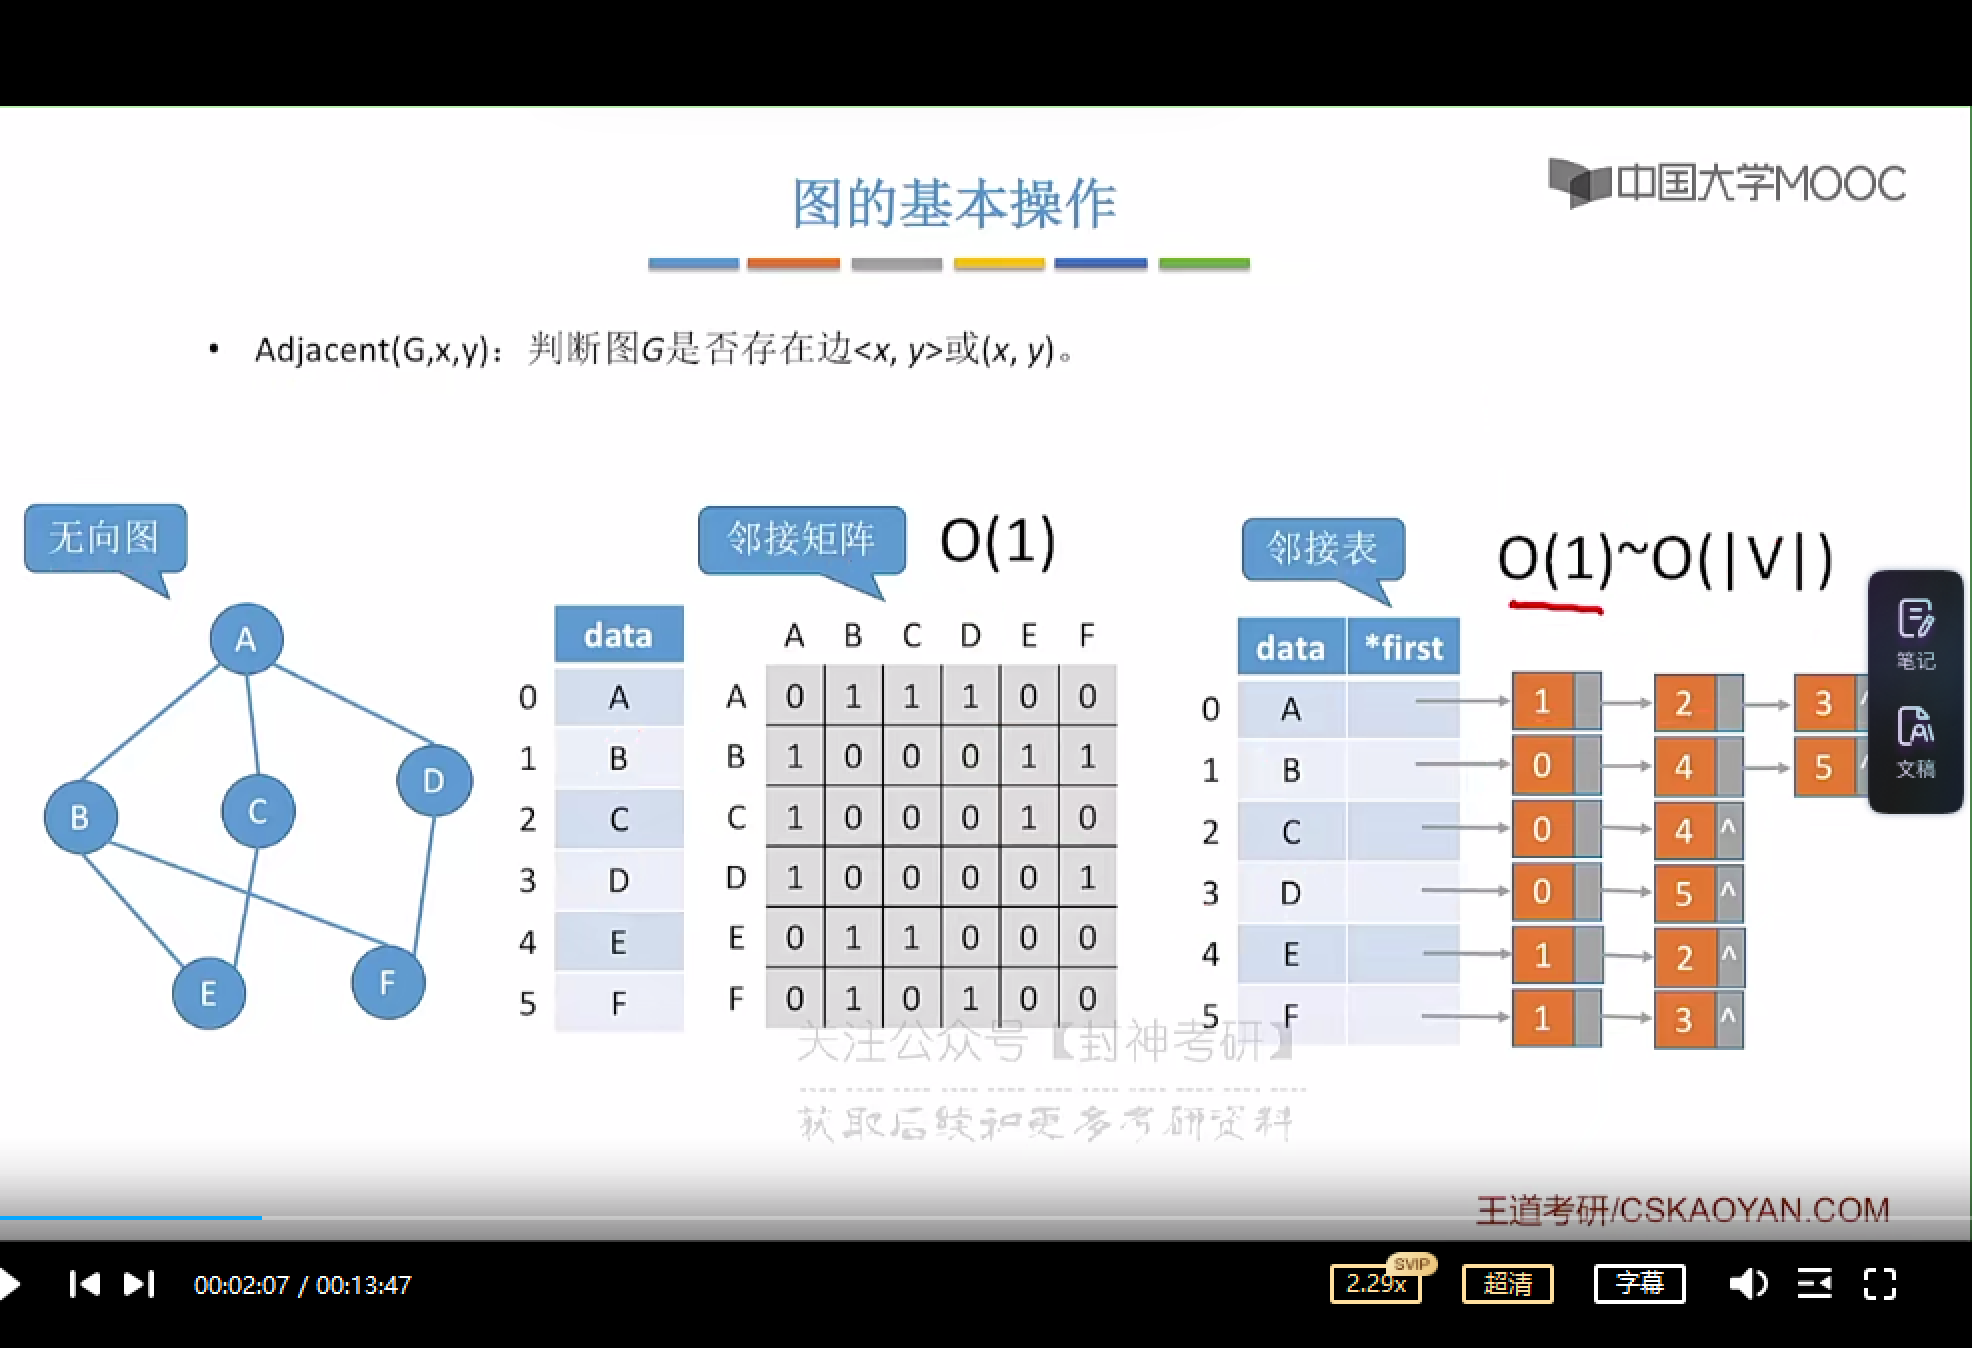 中国大学MOOC
图的基本操作
• Adjacent(G,x,y)：判断图G是否存在边<x, y>或(x, y)。
无向图
A
B
C
D
E
F
邻接矩阵 O(1)
data
0 A
1 B
2 C
3 D
4 E
5 F
A B C D E F
A 0 1 1 1 0 0
B 1 0 0 0 1 1
C 1 0 0 0 1 0
D 1 0 0 0 0 1
E 0 1 1 0 0 0
F 0 1 0 1 0 0
邻接表 O(1)~O(|V|)
data *first
0 A 1 2 3 ^
1 B 0 4 5 ^
2 C 0 4 ^
3 D 0 5 ^
4 E 1 2 ^
5 F 1 3 ^
笔记
文稿
关注公众号【封神考研】
获取后续和更多考研资料
王道考研/CSKAOYAN.COM
00:02:07 / 00:13:47
2.29x
SVIP
超清
字幕